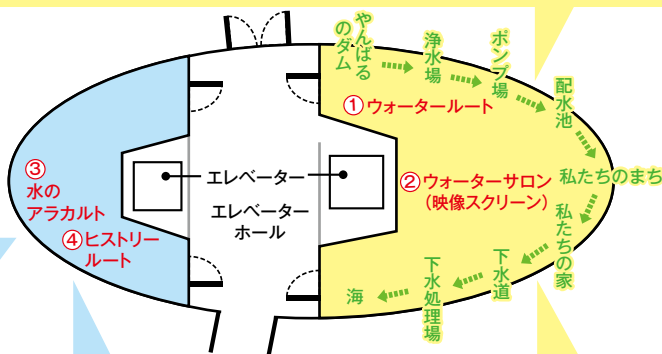 やんばる
のダム
浄水場
ポンプ場
配水池
①ウォータールート
私たちのまち
②ウォーターサロン
(映像スクリーン)
エレベーター
エレベーター
ホール
③
水の
アラカルト
④ヒストリー
ルート
私たちの家
下水道
下水処理場
海